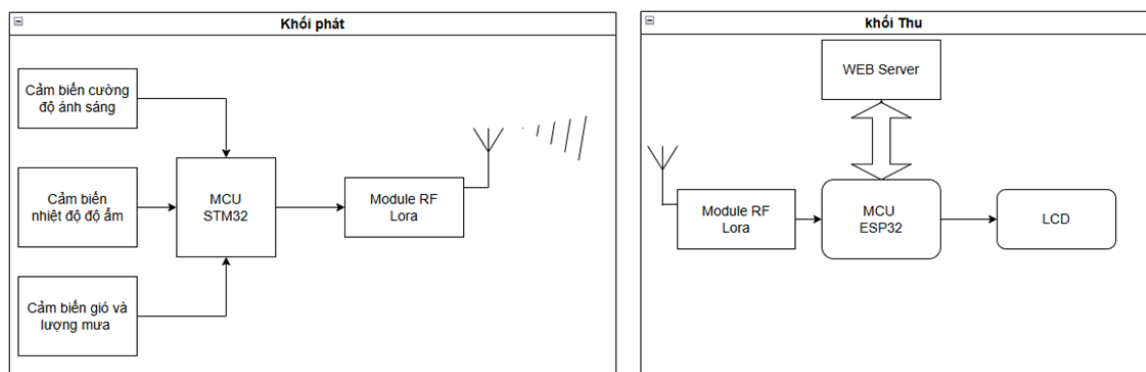 Khối phát
Cảm biến cường
độ ánh sáng
Cảm biến
nhiệt độ độ ẩm
Cảm biến gió và
lượng mưa
MCU
STM32
Module RF
Lora
khối Thu
WEB Server
Module RF
Lora
MCU
ESP32
LCD